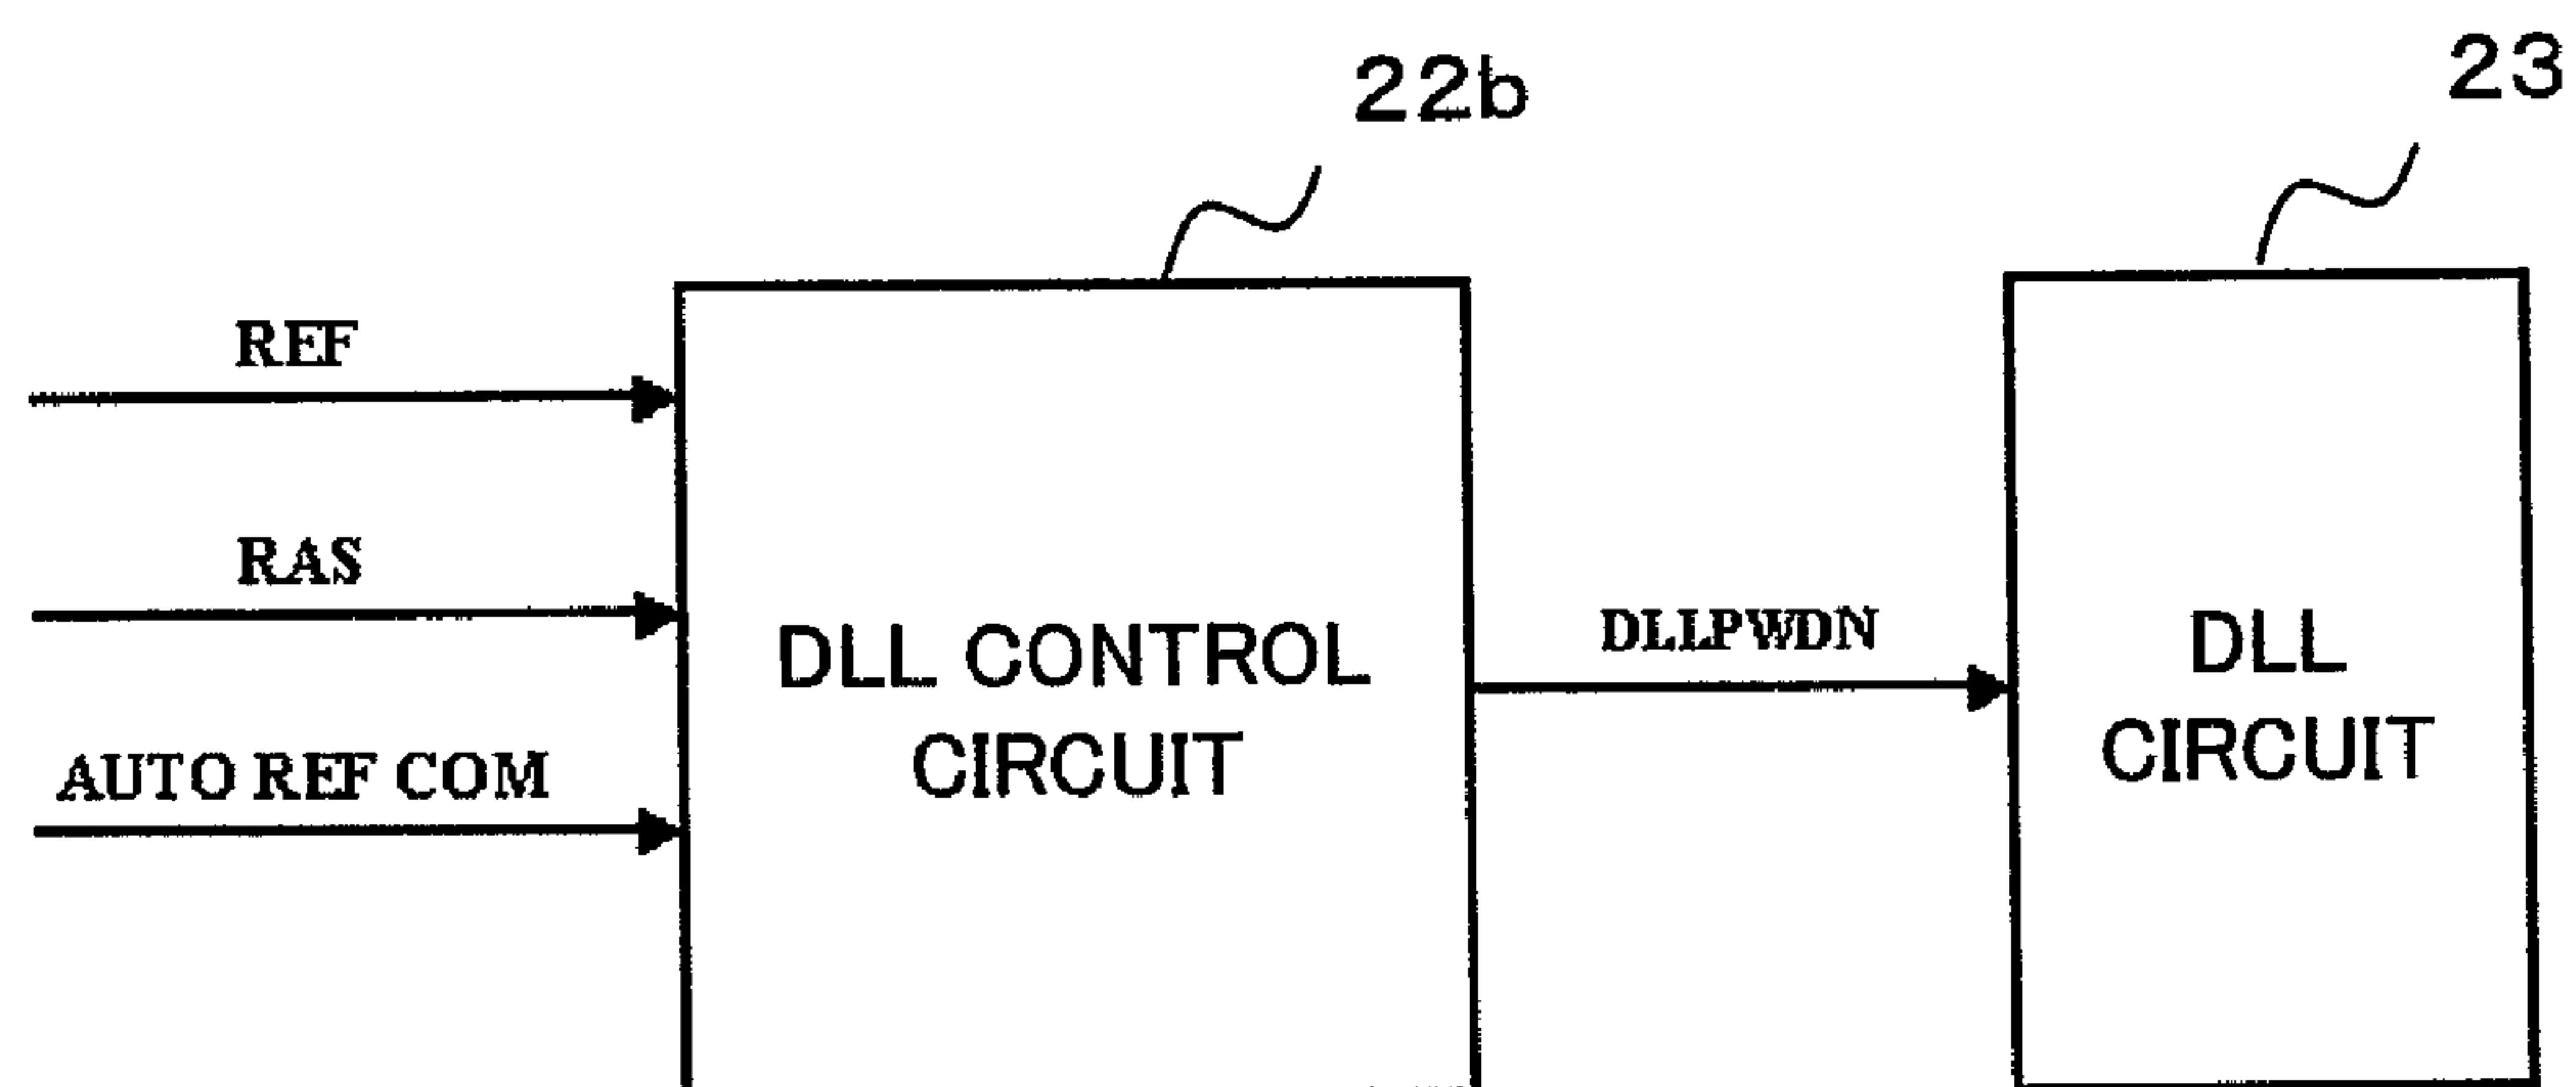 22b
23
REF
RAS
AUTO REF COM
DLL CONTROL
CIRCUIT
DLLPWDN
DLL
CIRCUIT